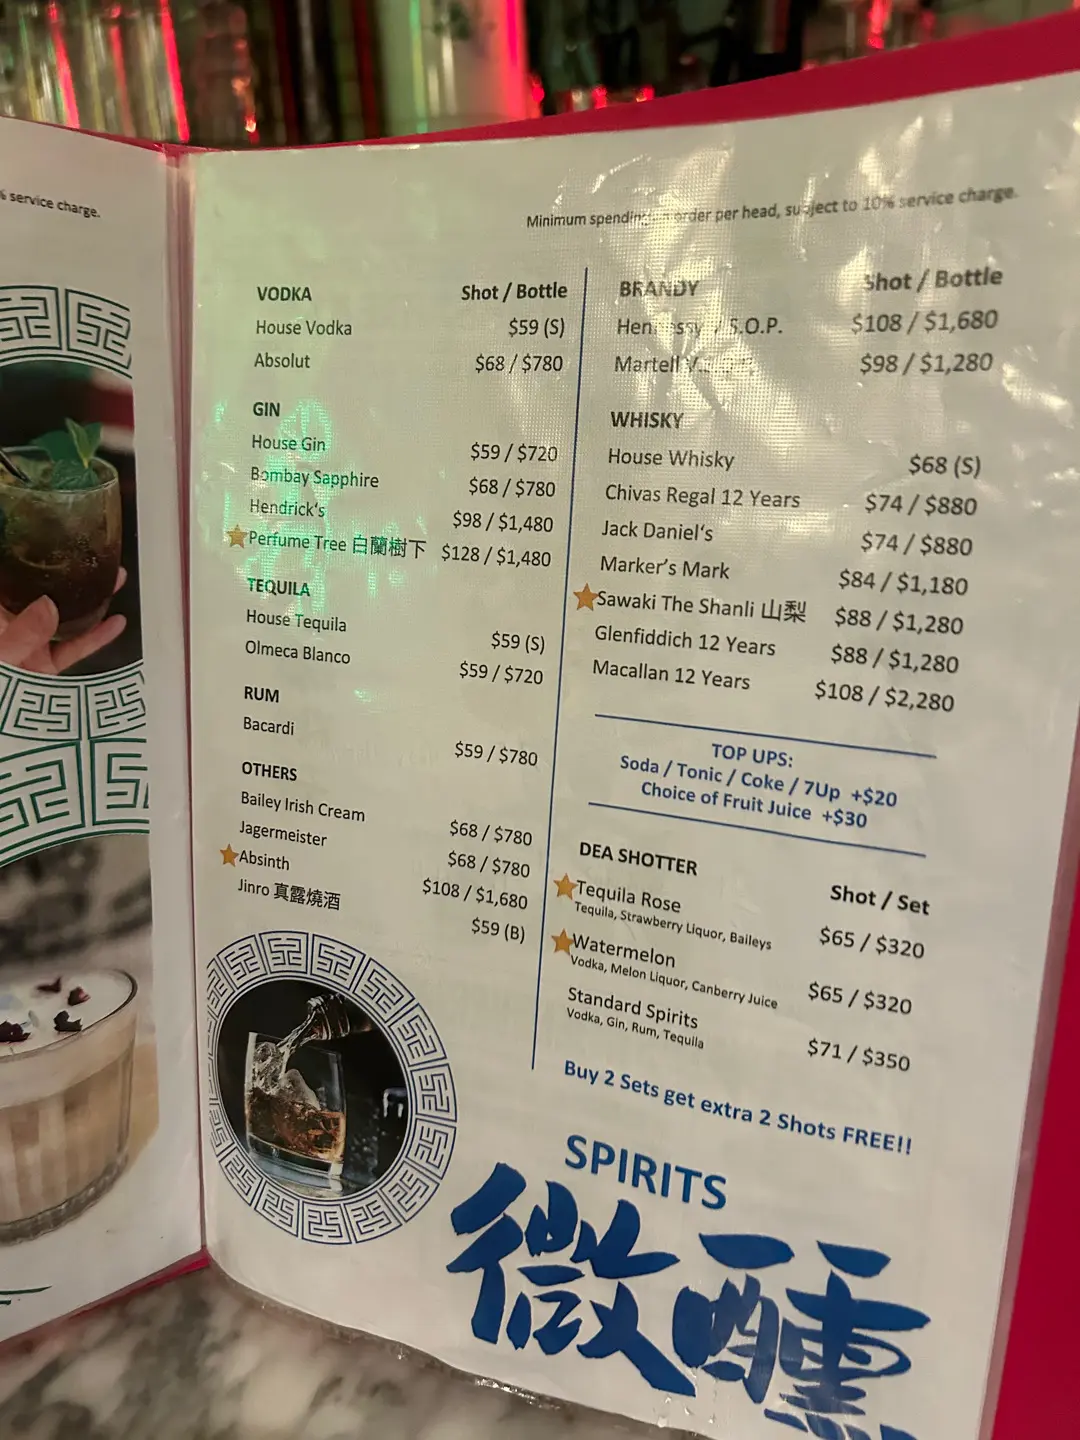 % service charge.
Minimum spending order per head, subject to 10% service charge.
VODKA Shot / Bottle
House Vodka $59 (S)
Absolut $68 / $780
GIN
House Gin $59 / $720
Bombay Sapphire $68 / $780
Hendrick's $98 / $1,480
Perfume Tree 白蘭樹下 $128 / $1,480
TEQUILA
House Tequila $59 (S)
Olmeca Blanco $59 / $720
RUM
Bacardi $59 / $780
OTHERS
Bailey Irish Cream $68 / $780
Jagermeister $68 / $780
Absinth $108 / $1,680
Jinro 真露燒酒 $59 (B)
BRANDY Shot / Bottle
S.O.P. $108 / $1,680
Martell $98 / $1,280
WHISKY
House Whisky $68 (S)
Chivas Regal 12 Years $74 / $880
Jack Daniel's $74 / $880
Marker's Mark $84 / $1,180
Sawaki The Shanli 山梨 $88 / $1,280
Glenfiddich 12 Years $88 / $1,280
Macallan 12 Years $108 / $2,280
TOP UPS:
Soda / Tonic / Coke / 7Up +$20
Choice of Fruit Juice +$30
DEA SHOTTER Shot / Set
Tequila Rose $65 / $320
Tequila, Strawberry Liquor, Baileys
Watermelon $65 / $320
Vodka, Melon Liquor, Canberry Juice
Standard Spirits $71 / $350
Vodka, Gin, Rum, Tequila
Buy 2 Sets get extra 2 Shots FREE!!
SPIRITS
微醺